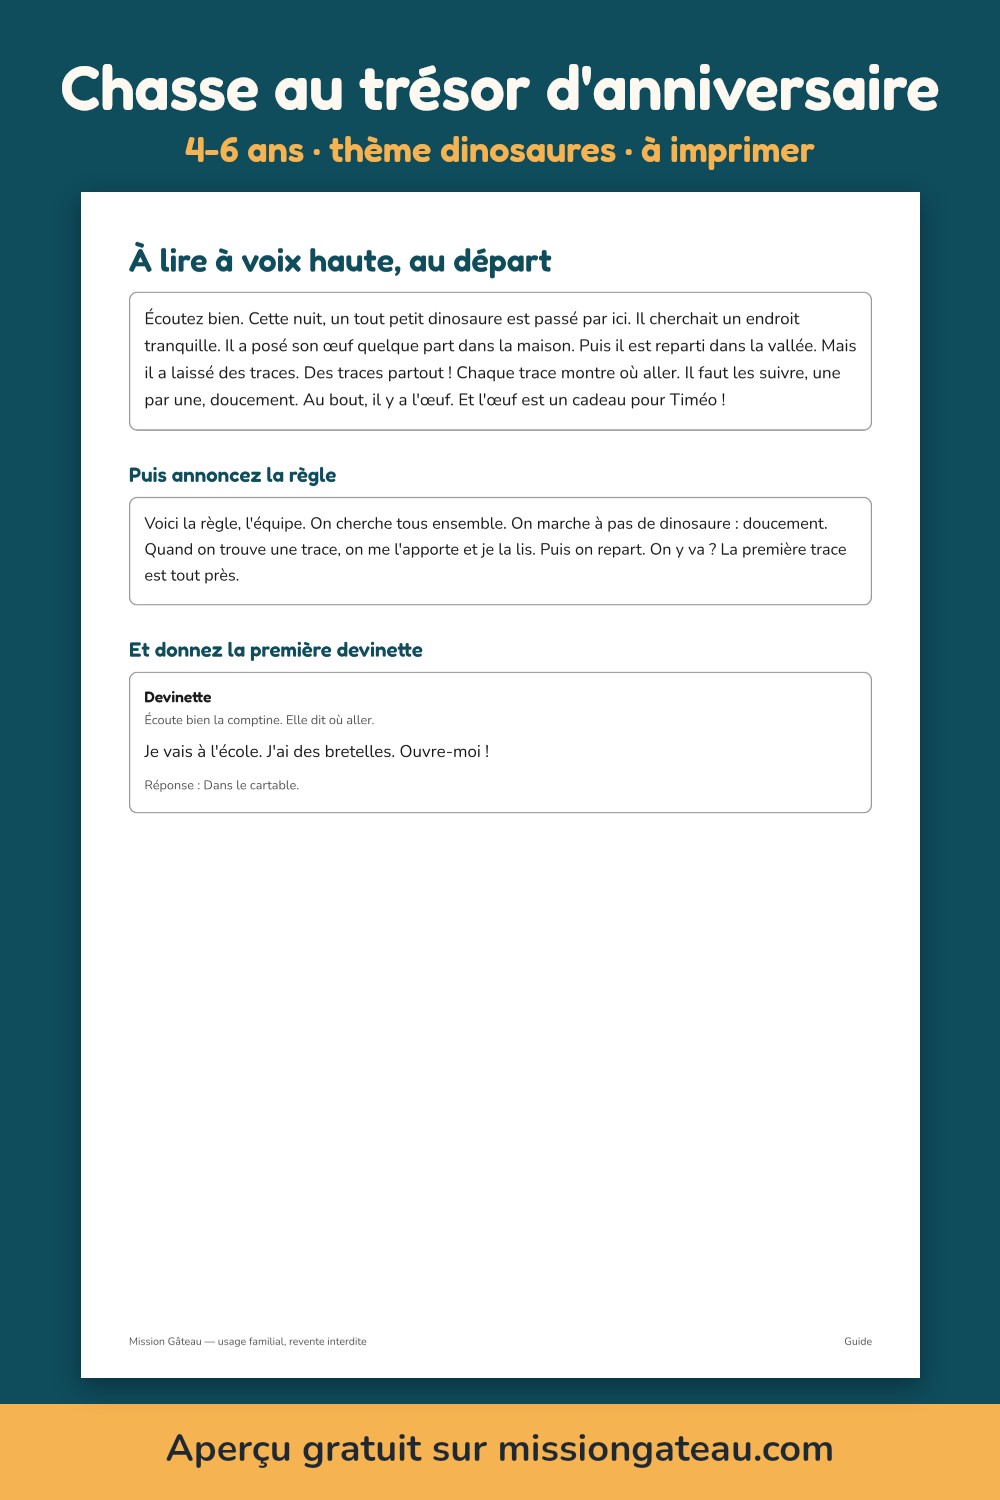 Chasse au trésor d'anniversaire
4-6 ans · thème dinosaures · à imprimer
À lire à voix haute, au départ
Écoutez bien. Cette nuit, un tout petit dinosaure est passé par ici. Il cherchait un endroit
tranquille. Il a posé son œuf quelque part dans la maison. Puis il est reparti dans la vallée. Mais
il a laissé des traces. Des traces partout ! Chaque trace montre où aller. Il faut les suivre, une
par une, doucement. Au bout, il y a l'œuf. Et l'œuf est un cadeau pour Timéo !
Puis annoncez la règle
Voici la règle, l'équipe. On cherche tous ensemble. On marche à pas de dinosaure : doucement.
Quand on trouve une trace, on me l'apporte et je la lis. Puis on repart. On y va ? La première trace
est tout près.
Et donnez la première devinette
Devinette
Écoute bien la comptine. Elle dit où aller.
Je vais à l'école. J'ai des bretelles. Ouvre-moi !
Réponse : Dans le cartable.
Mission Gâteau — usage familial, revente interdite
Guide
Aperçu gratuit sur missiongateau.com